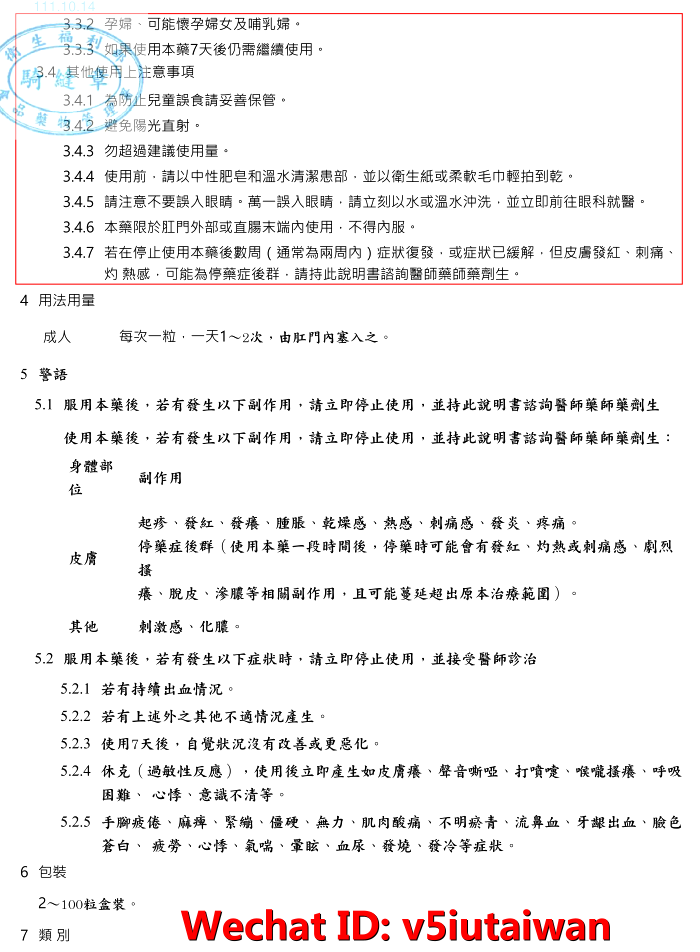 111.10.14
3.3.2 孕婦、可能懷孕婦女及哺乳婦。
3.3.3 如果使用本藥7天後仍需繼續使用。
3.4 其他使用上注意事項
3.4.1 為防止兒童誤食請妥善保管。
3.4.2 避免陽光直射。
3.4.3 勿超過建議使用量。
3.4.4 使用前，請以中性肥皂和溫水清潔患部，並以衛生紙或柔軟毛巾輕拍到乾。
3.4.5 請注意不要誤入眼睛。萬一誤入眼睛，請立刻以水或溫水沖洗，並立即前往眼科就醫。
3.4.6 本藥限於肛門外部或直腸末端內使用，不得內服。
3.4.7 若在停止使用本藥後數周（通常為兩周內）症狀復發，或症狀已緩解，但皮膚發紅、刺痛、
灼 熱感，可能為停藥症後群，請持此說明書諮詢醫師藥師藥劑生。
騎縫章
4 用法用量
成人 每次一粒，一天1～2次，由肛門內塞入之。
5 警語
5.1 服用本藥後，若有發生以下副作用，請立即停止使用，並持此說明書諮詢醫師藥師藥劑生
使用本藥後，若有發生以下副作用，請立即停止使用，並持此說明書諮詢醫師藥師藥劑生：
身體部
位 副作用
起疹、發紅、發癢、腫脹、乾燥感、熱感、刺痛感、發炎、疼痛。
皮膚 停藥症後群（使用本藥一段時間後，停藥時可能會有發紅、灼熱或刺痛感、劇烈
搔
癢、脫皮、滲膿等相關副作用，且可能蔓延超出原本治療範圍）。
其他 刺激感、化膿。
5.2 服用本藥後，若有發生以下症狀時，請立即停止使用，並接受醫師診治
5.2.1 若有持續出血情況。
5.2.2 若有上述外之其他不適情況產生。
5.2.3 使用7天後，自覺狀況沒有改善或更惡化。
5.2.4 休克（過敏性反應），使用後立即產生如皮膚癢、聲音嘶啞、打噴嚏、喉嚨搔癢、呼吸
困難、 心悸、意識不清等。
5.2.5 手腳疲倦、麻痺、緊繃、僵硬、無力、肌肉酸痛、不明瘀青、流鼻血、牙齦出血、臉色
蒼白、 疲勞、心悸、氣喘、暈眩、血尿、發燒、發冷等症狀。
6 包裝
2～100粒盒裝。
7 類 別
Wechat ID: v5iutaiwan